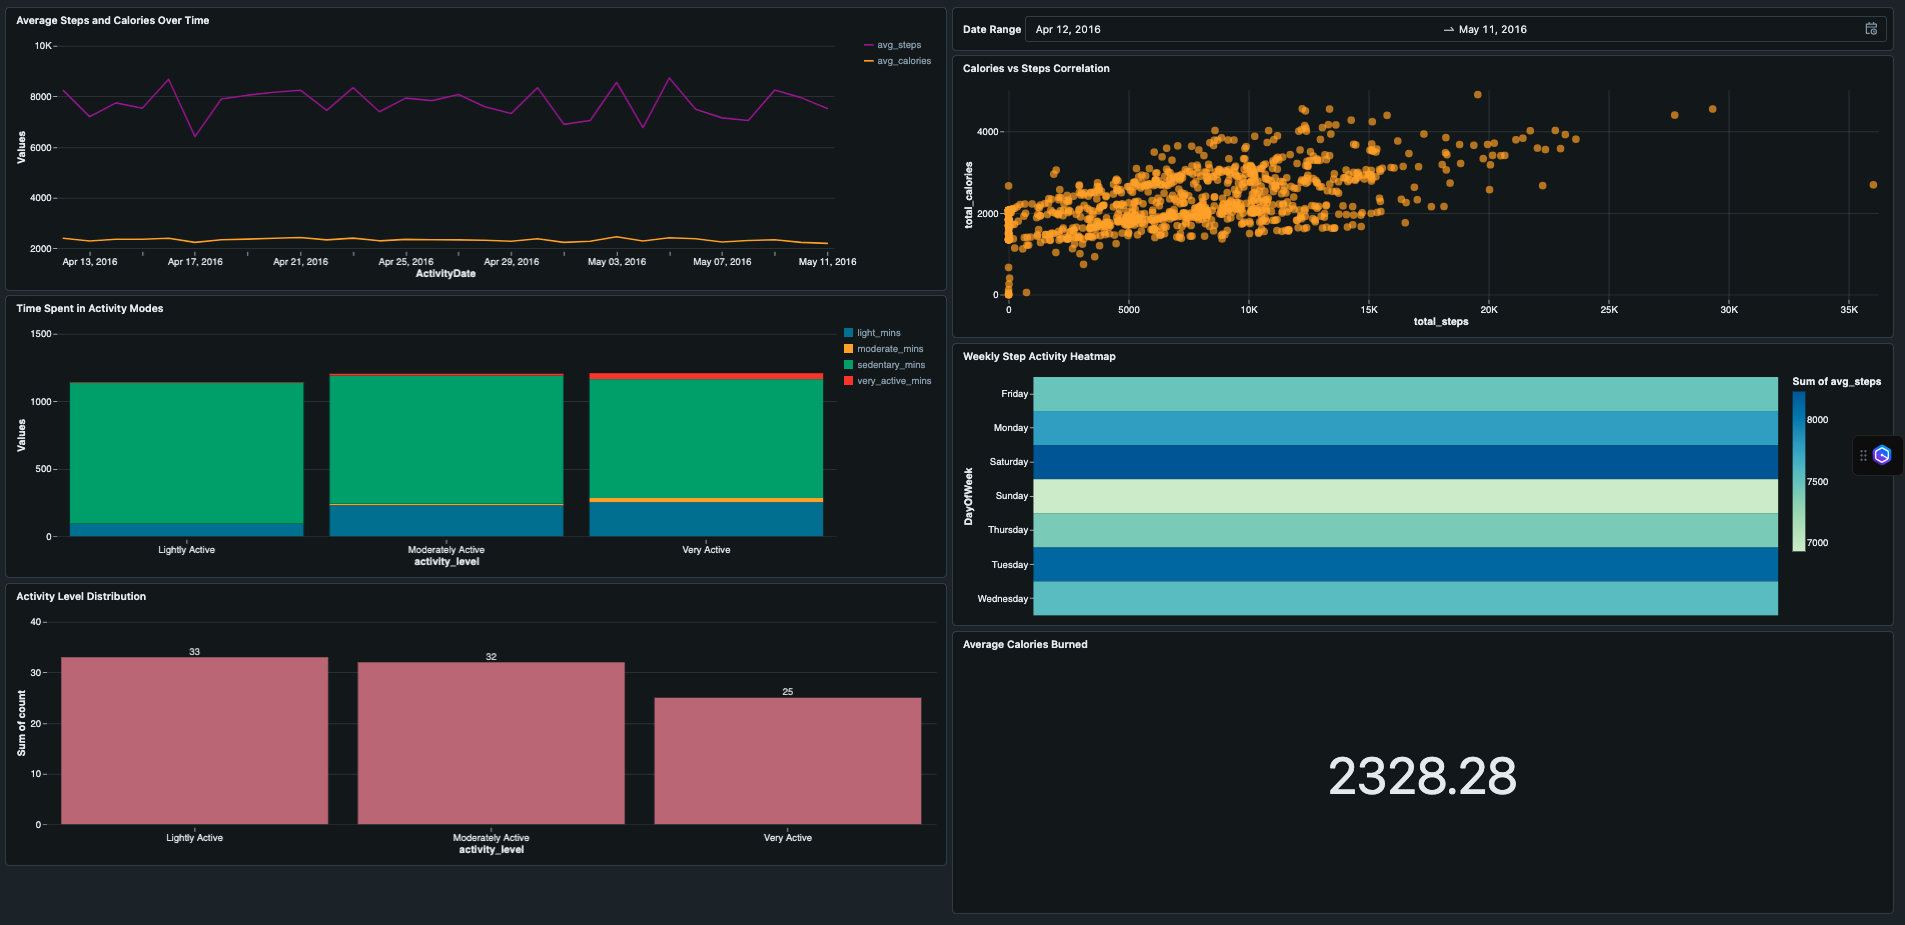 Average Steps and Calories Over Time
10K
8000
6000
4000
2000
Values
avg_steps
avg_calories
Apr 13, 2016 Apr 17, 2016 Apr 21, 2016 Apr 25, 2016 Apr 29, 2016 May 03, 2016 May 07, 2016 May 11, 2016
ActivityDate
Time Spent in Activity Modes
1500
1000
500
0
Values
light_mins
moderate_mins
sedentary_mins
very_active_mins
Lightly Active Moderately Active Very Active
activity_level
Activity Level Distribution
40
30
20
10
0
Sum of count
33
32
25
Lightly Active Moderately Active Very Active
activity_level
Date Range Apr 12, 2016 → May 11, 2016
Calories vs Steps Correlation
4000
2000
0
total_calories
0 5000 10K 15K 20K 25K 30K 35K
total_steps
Weekly Step Activity Heatmap
DayOfWeek
Friday
Monday
Saturday
Sunday
Thursday
Tuesday
Wednesday
Sum of avg_steps
8000
7500
7000
Average Calories Burned
2328.28